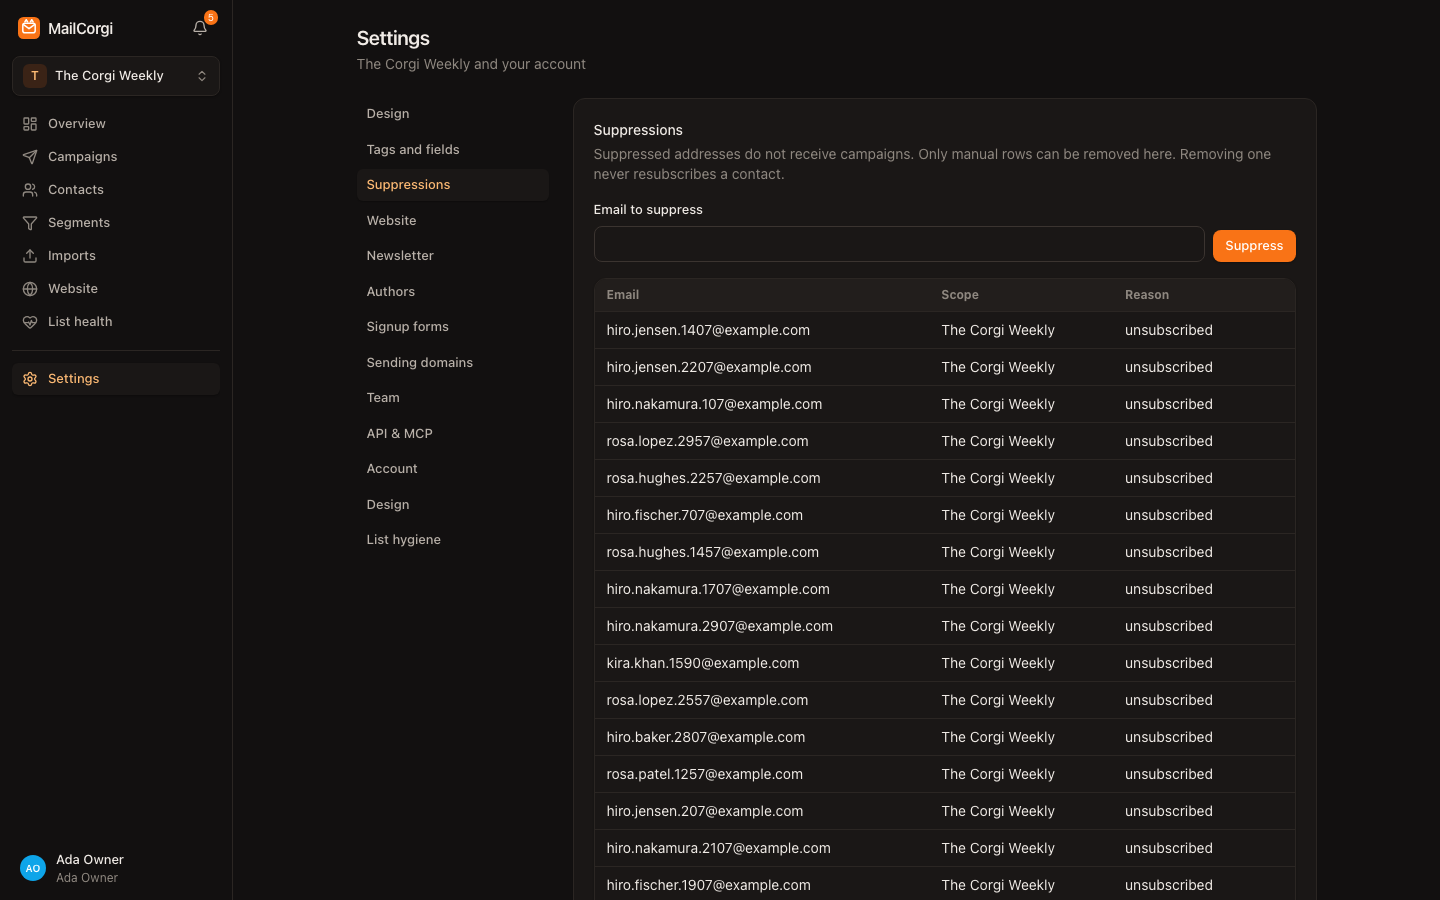 MailCorgi
5
T
The Corgi Weekly
Overview
Campaigns
Contacts
Segments
Imports
Website
List health
Settings
AO
Ada Owner
Ada Owner
Settings
The Corgi Weekly and your account
Design
Tags and fields
Suppressions
Website
Newsletter
Authors
Signup forms
Sending domains
Team
API & MCP
Account
Design
List hygiene
Suppressions
Suppressed addresses do not receive campaigns. Only manual rows can be removed here. Removing one
never resubscribes a contact.
Email to suppress
Suppress
Email Scope Reason
hiro.jensen.1407@example.com The Corgi Weekly unsubscribed
hiro.jensen.2207@example.com The Corgi Weekly unsubscribed
hiro.nakamura.107@example.com The Corgi Weekly unsubscribed
rosa.lopez.2957@example.com The Corgi Weekly unsubscribed
rosa.hughes.2257@example.com The Corgi Weekly unsubscribed
hiro.fischer.707@example.com The Corgi Weekly unsubscribed
rosa.hughes.1457@example.com The Corgi Weekly unsubscribed
hiro.nakamura.1707@example.com The Corgi Weekly unsubscribed
hiro.nakamura.2907@example.com The Corgi Weekly unsubscribed
kira.khan.1590@example.com The Corgi Weekly unsubscribed
rosa.lopez.2557@example.com The Corgi Weekly unsubscribed
hiro.baker.2807@example.com The Corgi Weekly unsubscribed
rosa.patel.1257@example.com The Corgi Weekly unsubscribed
hiro.jensen.207@example.com The Corgi Weekly unsubscribed
hiro.nakamura.2107@example.com The Corgi Weekly unsubscribed
hiro.fischer.1907@example.com The Corgi Weekly unsubscribed